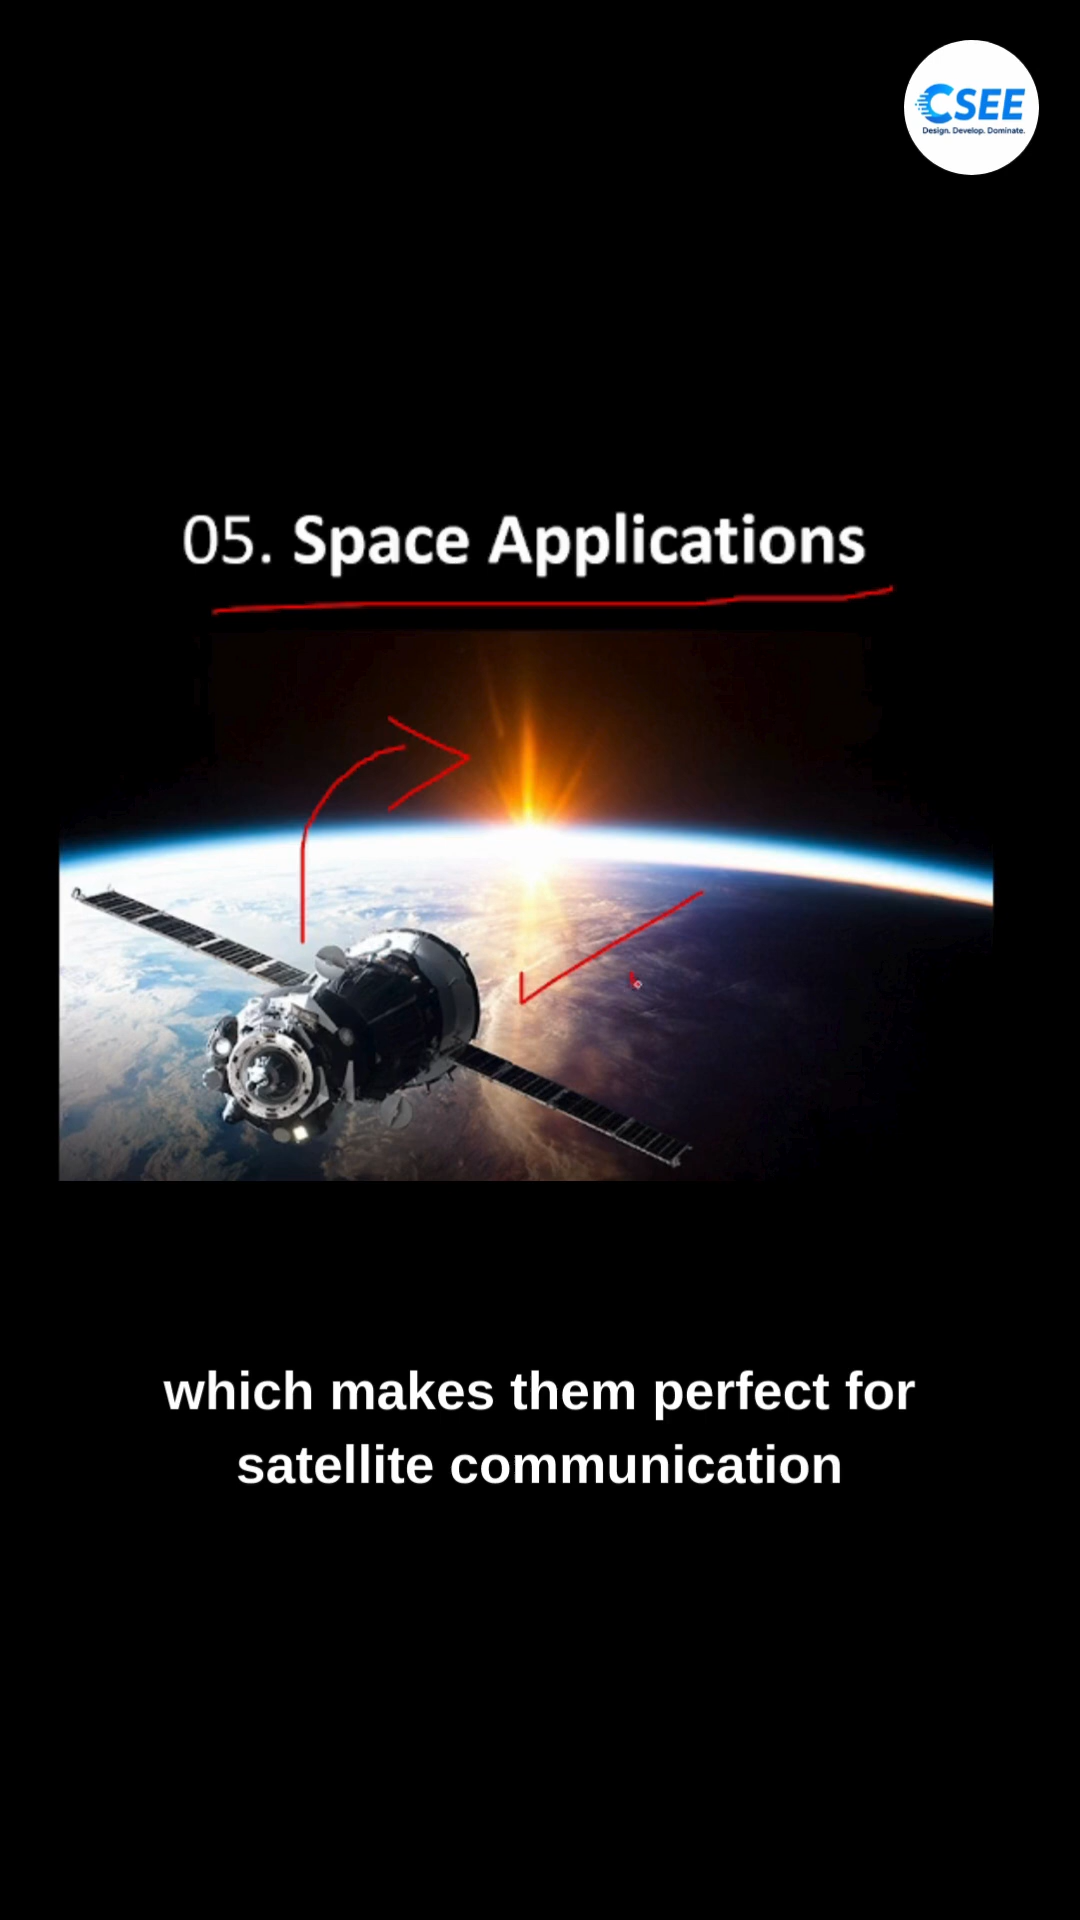 CSEE
Design. Develop. Dominate.
05. Space Applications
which makes them perfect for
satellite communication